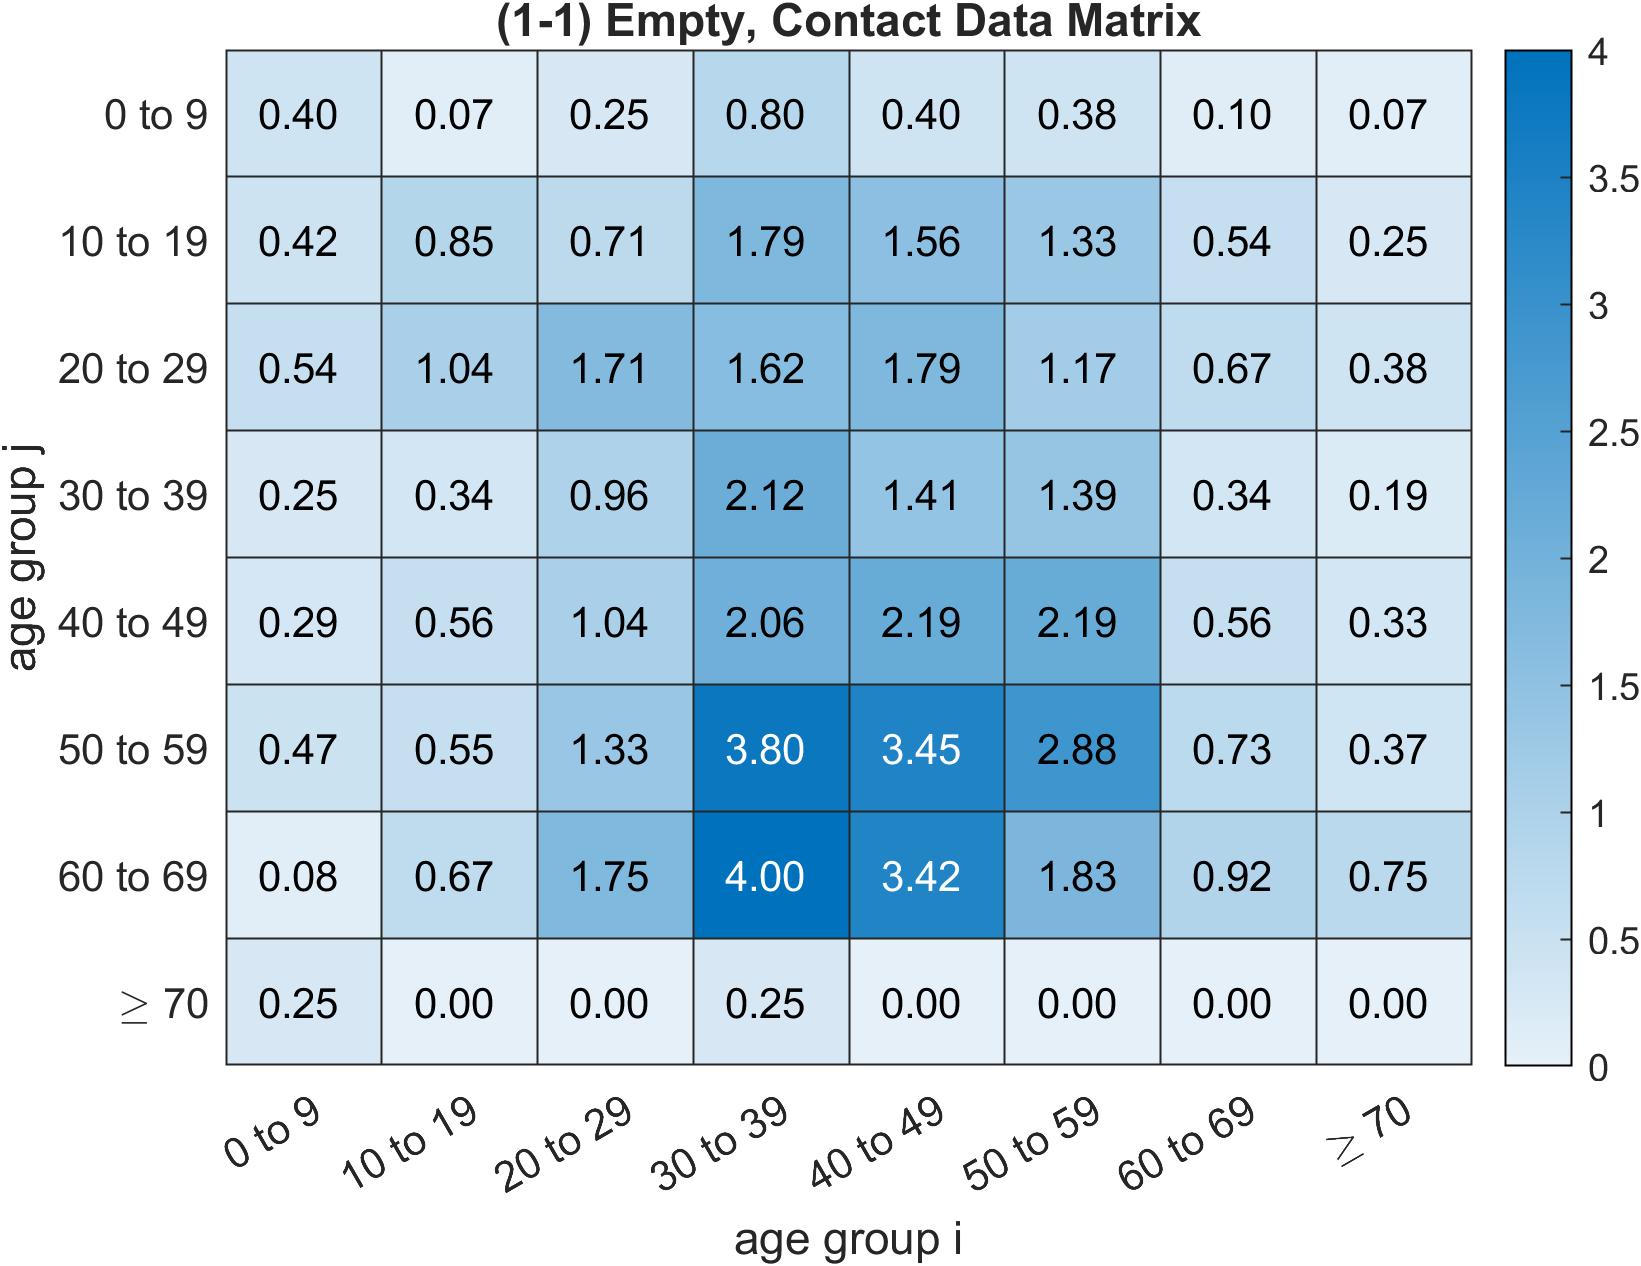 (1-1) Empty, Contact Data Matrix
0 to 9 0.40 0.07 0.25 0.80 0.40 0.38 0.10 0.07
10 to 19 0.42 0.85 0.71 1.79 1.56 1.33 0.54 0.25
20 to 29 0.54 1.04 1.71 1.62 1.79 1.17 0.67 0.38
30 to 39 0.25 0.34 0.96 2.12 1.41 1.39 0.34 0.19
40 to 49 0.29 0.56 1.04 2.06 2.19 2.19 0.56 0.33
50 to 59 0.47 0.55 1.33 3.80 3.45 2.88 0.73 0.37
60 to 69 0.08 0.67 1.75 4.00 3.42 1.83 0.92 0.75
≥ 70 0.25 0.00 0.00 0.25 0.00 0.00 0.00 0.00
0 to 9 10 to 19 20 to 29 30 to 39 40 to 49 50 to 59 60 to 69 ≥ 70
age group i
age group j
4
3.5
3
2.5
2
1.5
1
0.5
0